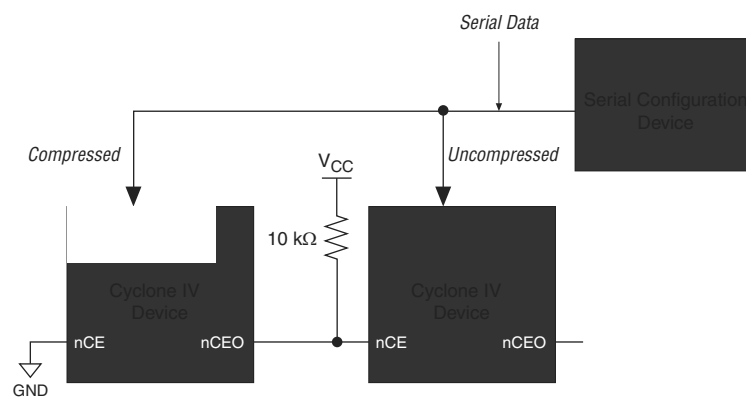 Serial Data
Serial Configuration
Device
Compressed
Uncompressed
VCC
10 kΩ
Cyclone IV
Device
Cyclone IV
Device
nCE
nCEO
nCE
nCEO
GND